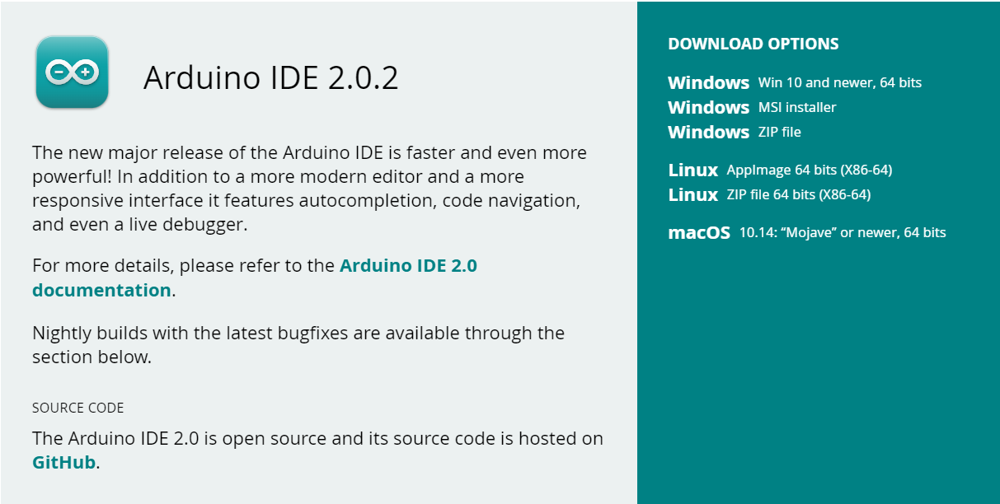 Arduino IDE 2.0.2
The new major release of the Arduino IDE is faster and even more
powerful! In addition to a more modern editor and a more
responsive interface it features autocompletion, code navigation,
and even a live debugger.
For more details, please refer to the Arduino IDE 2.0
documentation.
Nightly builds with the latest bugfixes are available through the
section below.
SOURCE CODE
The Arduino IDE 2.0 is open source and its source code is hosted on
GitHub.
DOWNLOAD OPTIONS
Windows Win 10 and newer, 64 bits
Windows MSI installer
Windows ZIP file
Linux AppImage 64 bits (X86-64)
Linux ZIP file 64 bits (X86-64)
macOS 10.14: “Mojave” or newer, 64 bits